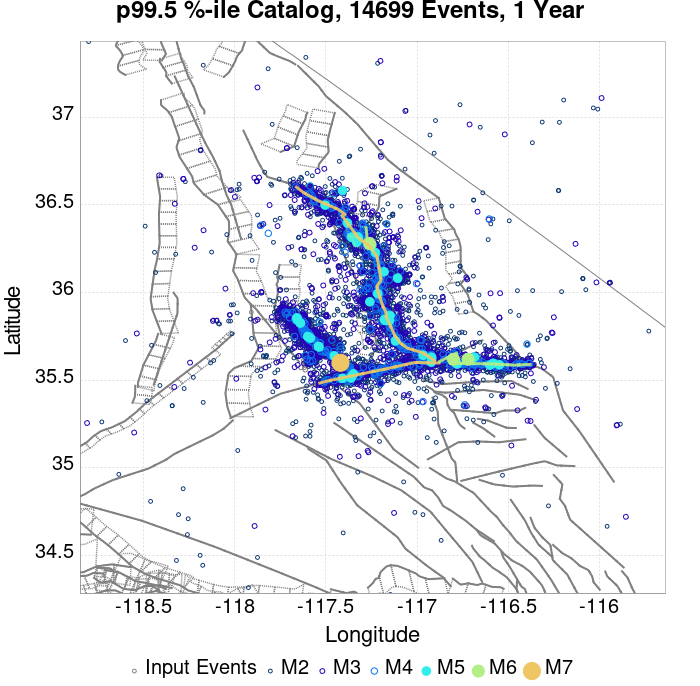 p99.5 %-ile Catalog, 14699 Events, 1 Year
37
36.5
36
35.5
35
34.5
Latitude
-118.5 -118 -117.5 -117 -116.5 -116
Longitude
Input Events M2 M3 M4 M5 M6 M7